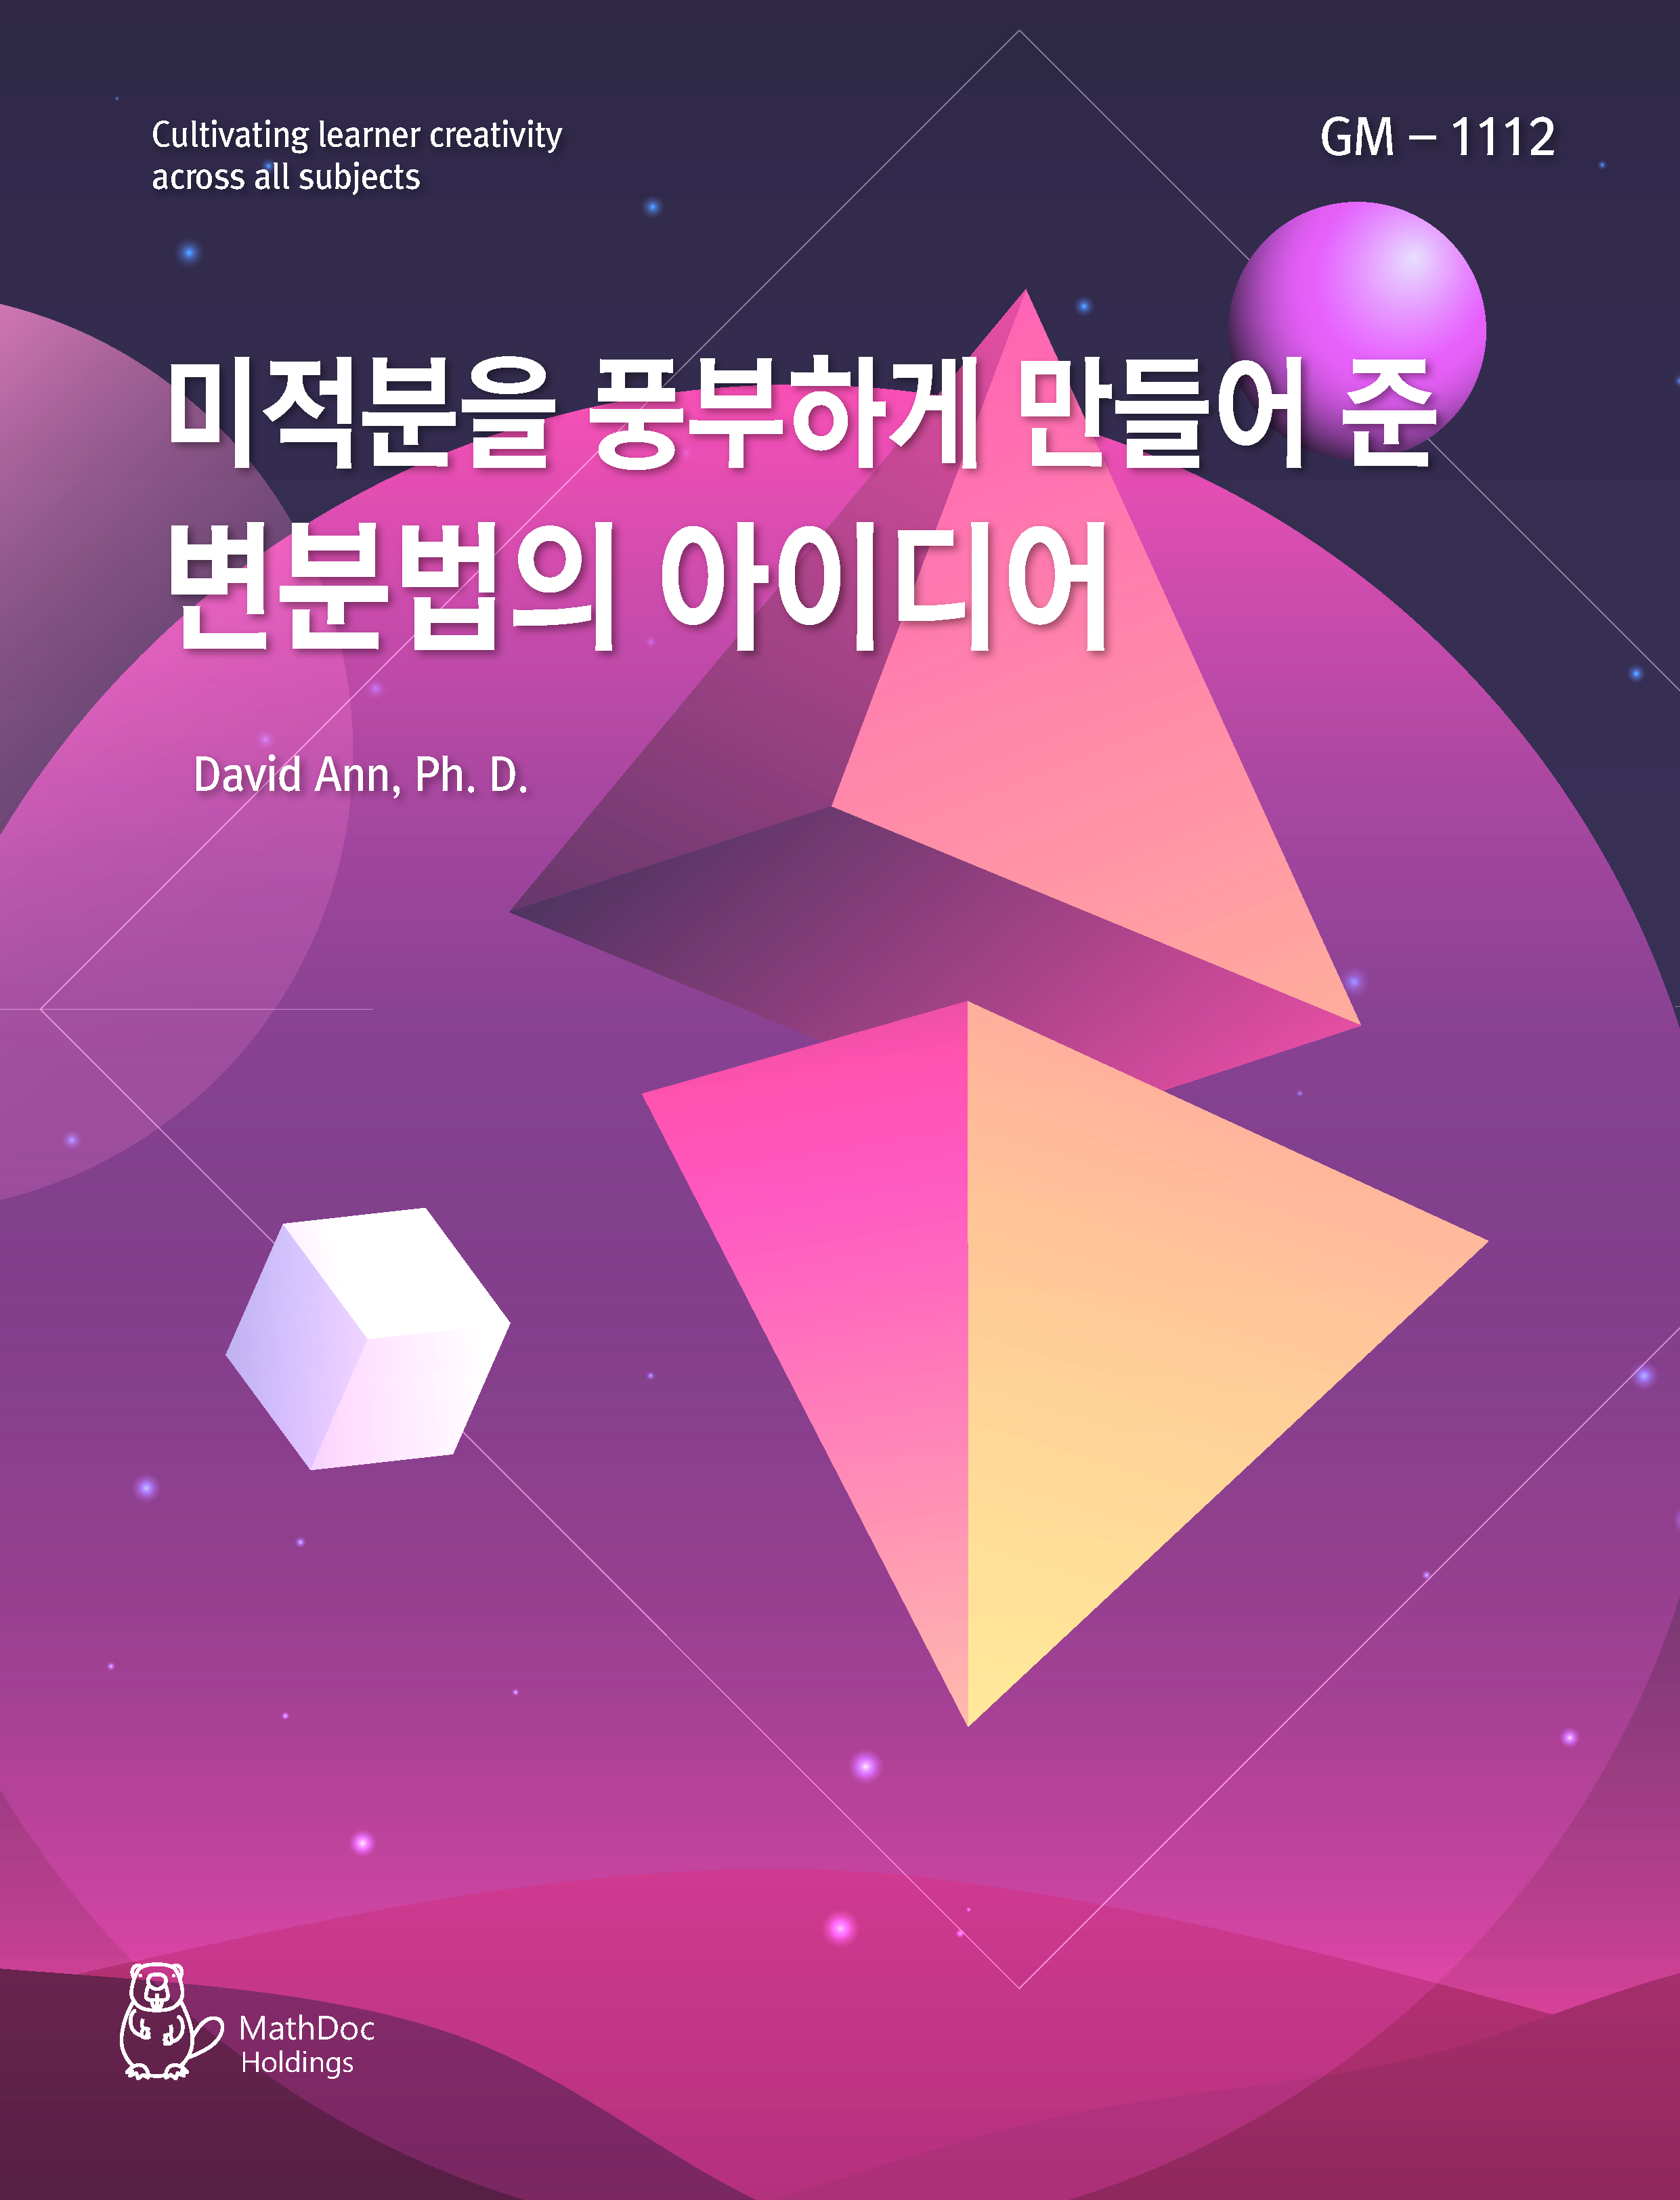 Cultivating learner creativity
across all subjects
GM – 1112
미적분을 풍부하게 만들어 준
변분법의 아이디어
David Ann, Ph. D.
MathDoc
Holdings